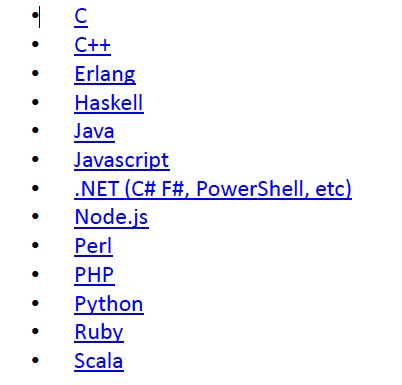 • C
• C++
• Erlang
• Haskell
• Java
• Javascript
• .NET (C# F#, PowerShell, etc)
• Node.js
• Perl
• PHP
• Python
• Ruby
• Scala